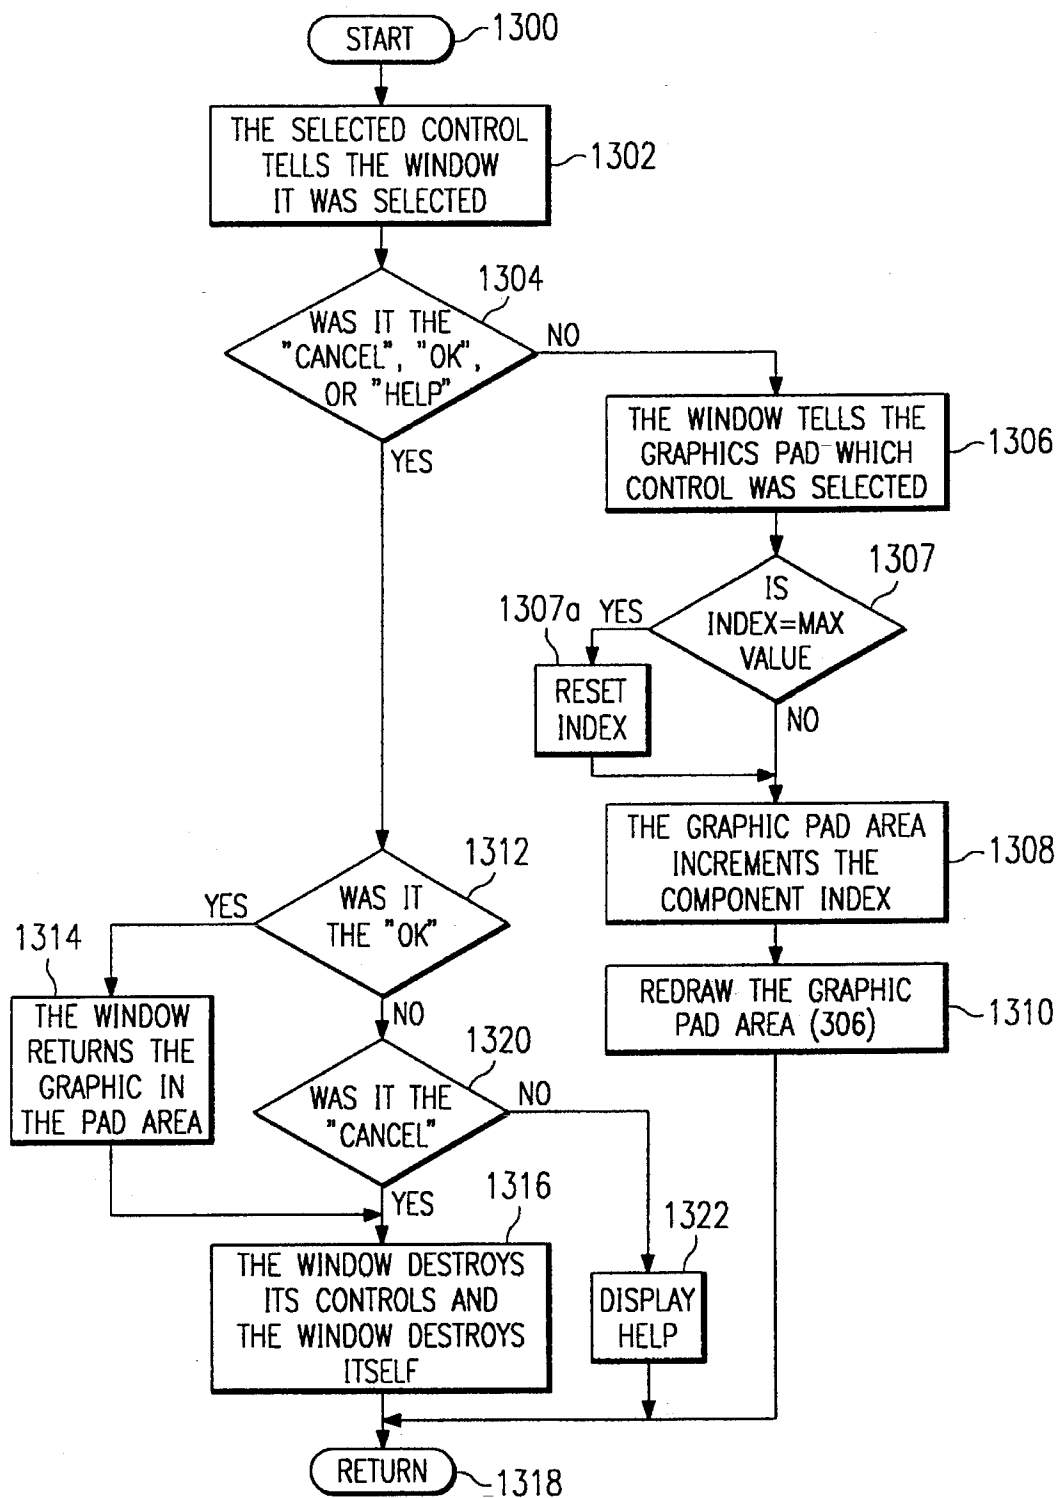 START
1300
THE SELECTED CONTROL
TELLS THE WINDOW
IT WAS SELECTED
1302
1304
WAS IT THE
"CANCEL", "OK",
OR "HELP"
NO
YES
THE WINDOW TELLS THE
GRAPHICS PAD WHICH
CONTROL WAS SELECTED
1306
1307
IS
INDEX=MAX
VALUE
YES
NO
1307a
RESET
INDEX
THE GRAPHIC PAD AREA
INCREMENTS THE
COMPONENT INDEX
1308
REDRAW THE GRAPHIC
PAD AREA (306)
1310
1312
WAS IT
THE "OK"
YES
NO
1314
THE WINDOW
RETURNS THE
GRAPHIC IN
THE PAD AREA
1320
WAS IT THE
"CANCEL"
NO
YES
1316
THE WINDOW DESTROYS
ITS CONTROLS AND
THE WINDOW DESTROYS
ITSELF
1322
DISPLAY
HELP
RETURN
1318